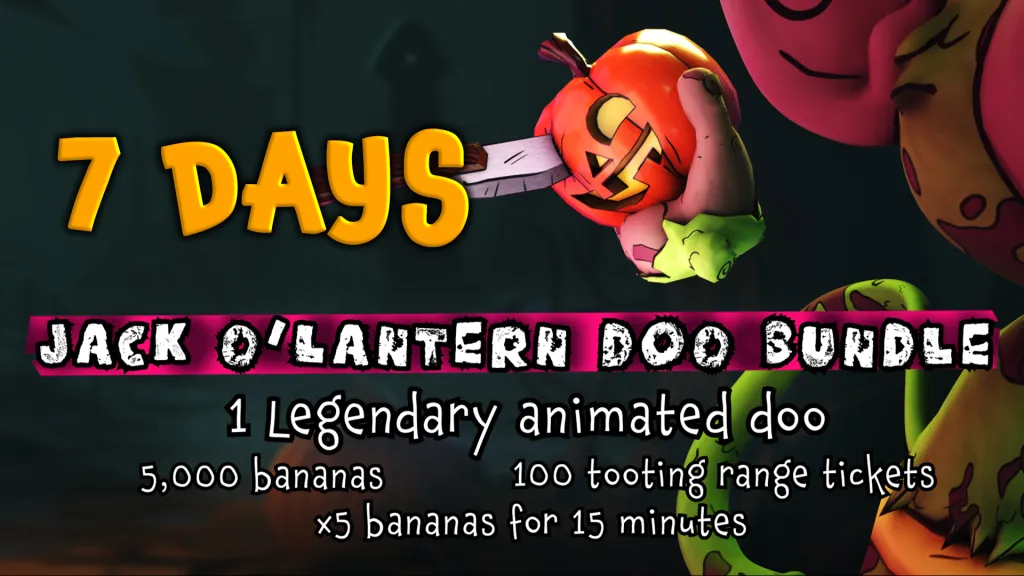 7 DAYS
JACK O'LANTERN DOO BUNDLE
1 Legendary animated doo
5,000 bananas 100 tooting range tickets
x5 bananas for 15 minutes